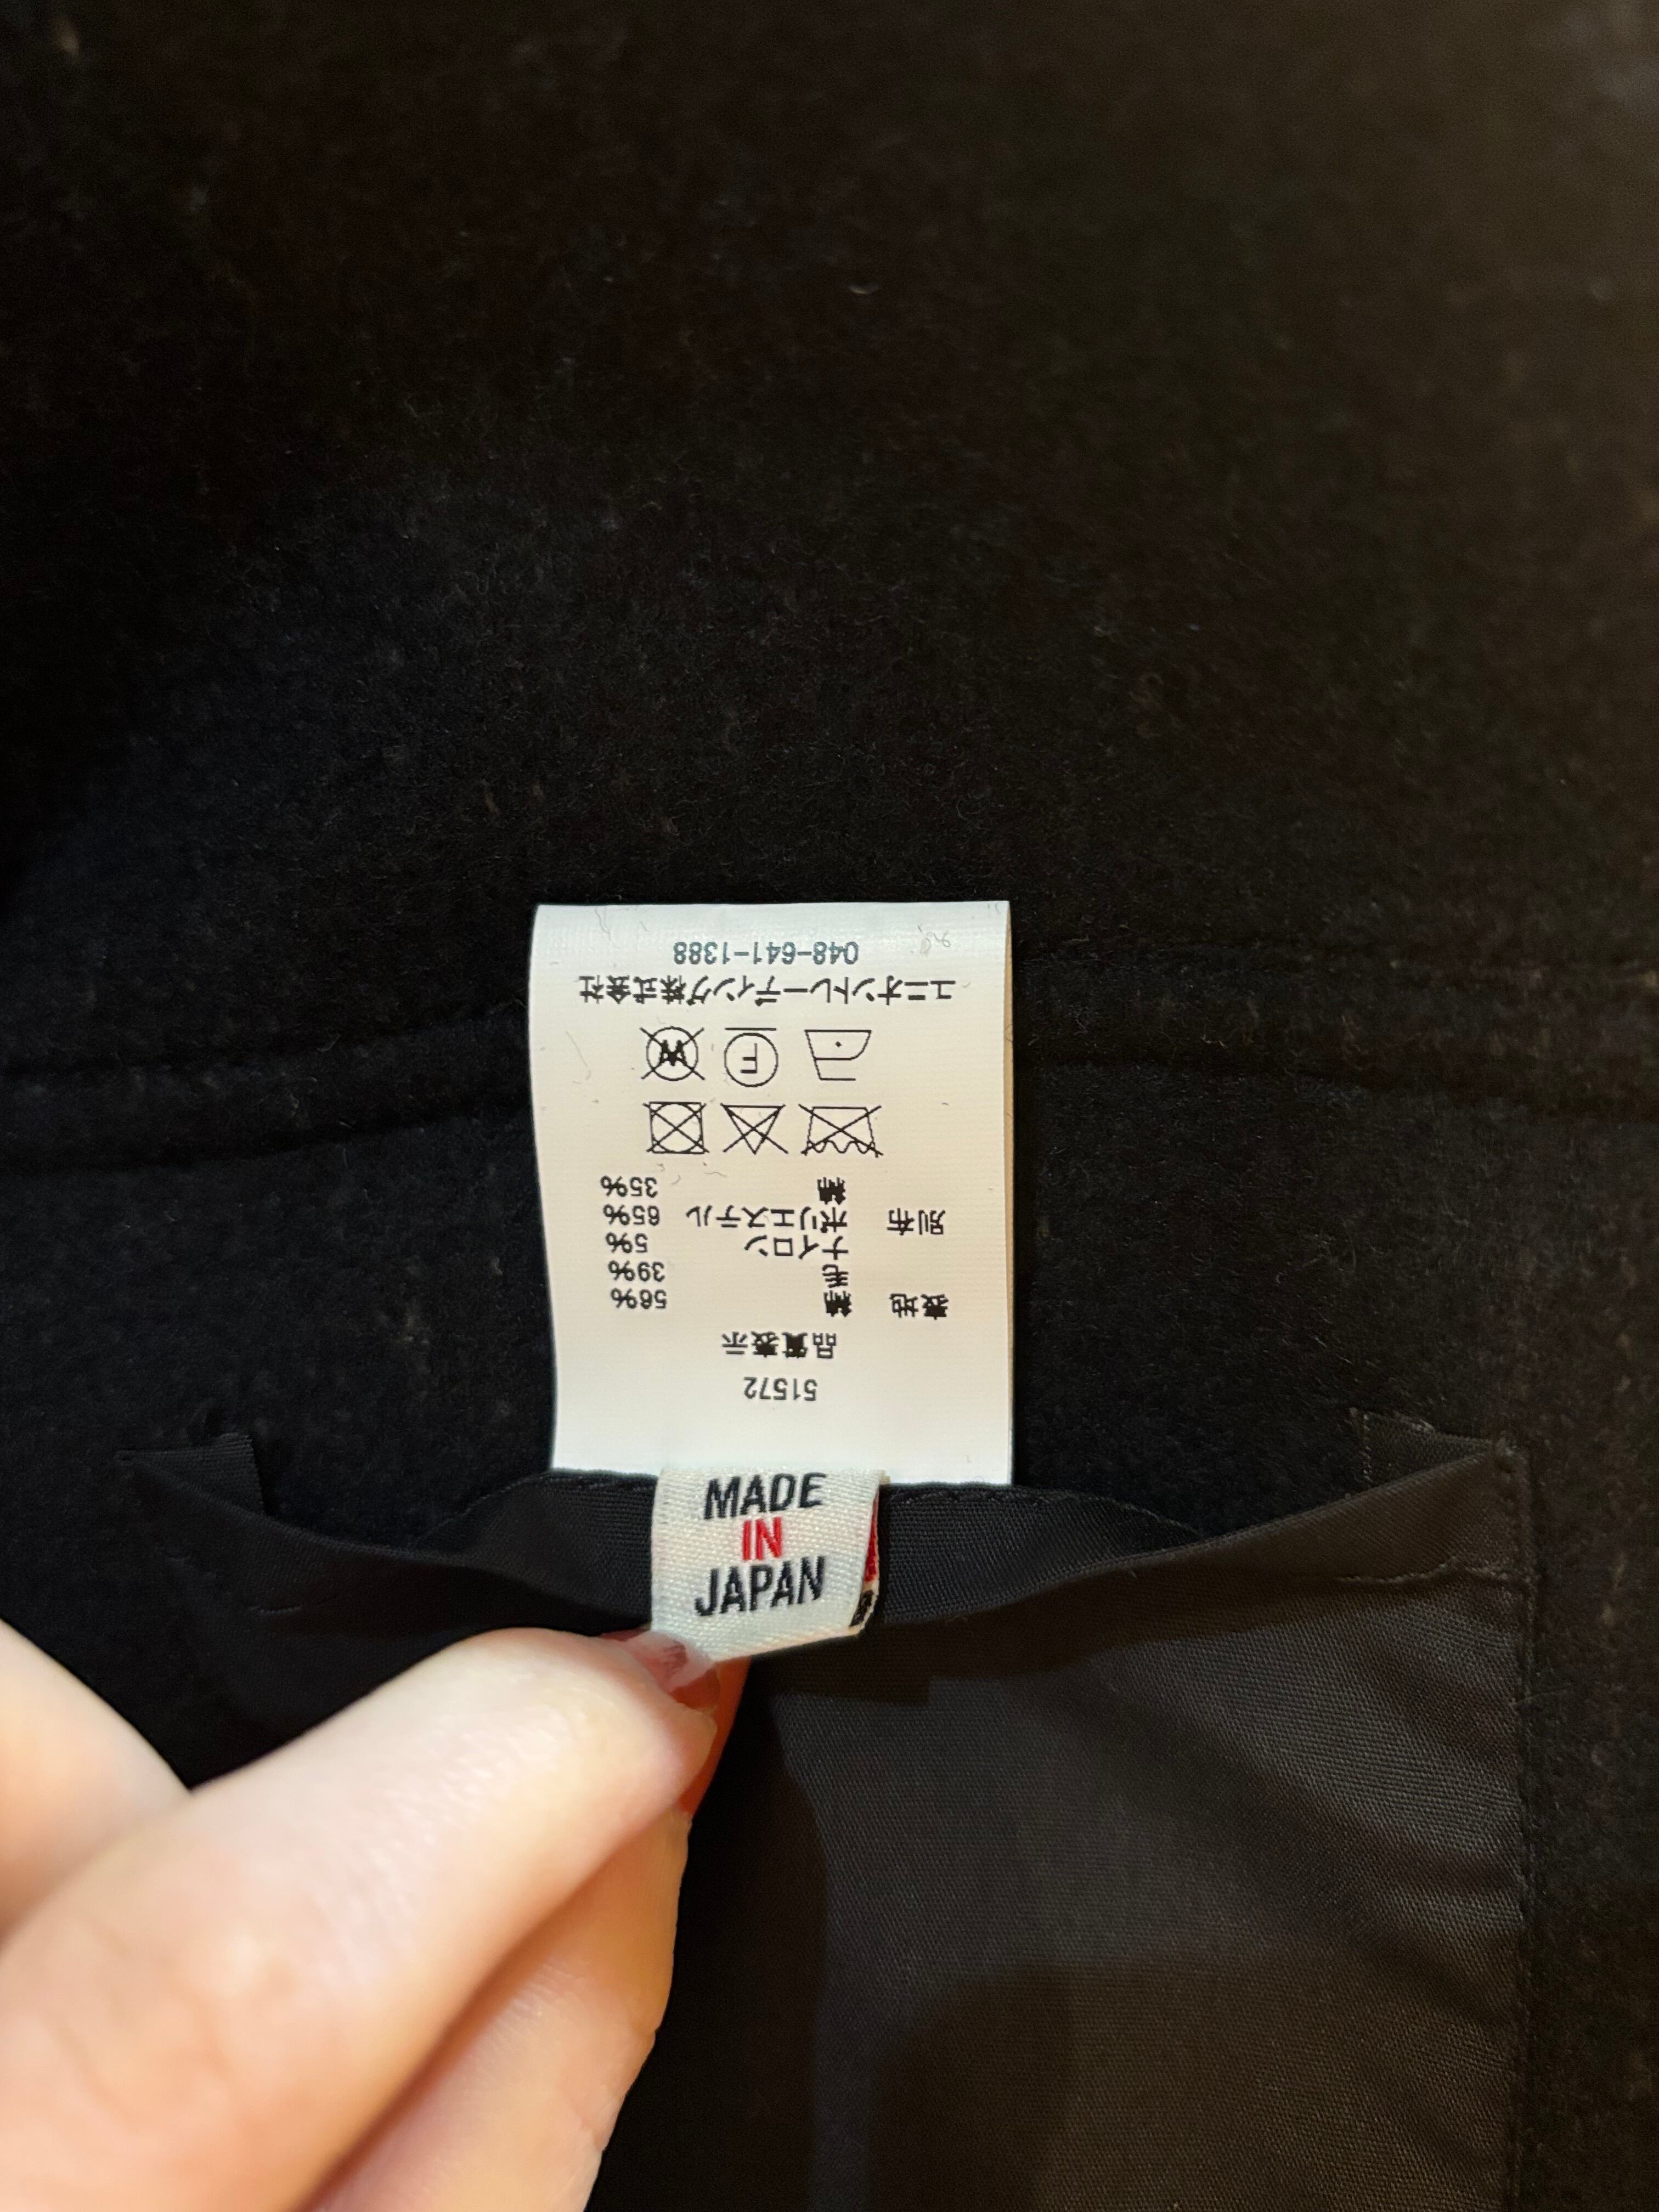 MADE
IN
JAPAN
51572
品質表示
表地 綿 56%
毛 39%
ナイロン 5%
別布 ポリエステル 65%
綿 35%
F
W
ユニオントレーディング株式会社
048-641-1388